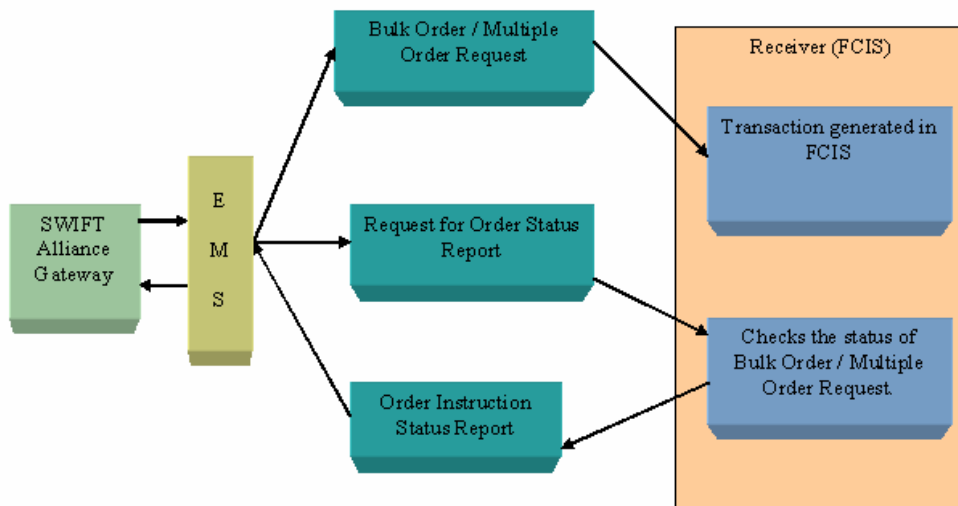 Bulk Order / Multiple
Order Request
Receiver (FCIS)
Transaction generated in
FCIS
E
M
S
SWIFT
Alliance
Gateway
Request for Order Status
Report
Checks the status of
Bulk Order / Multiple
Order Request.
Order Instruction
Status Report